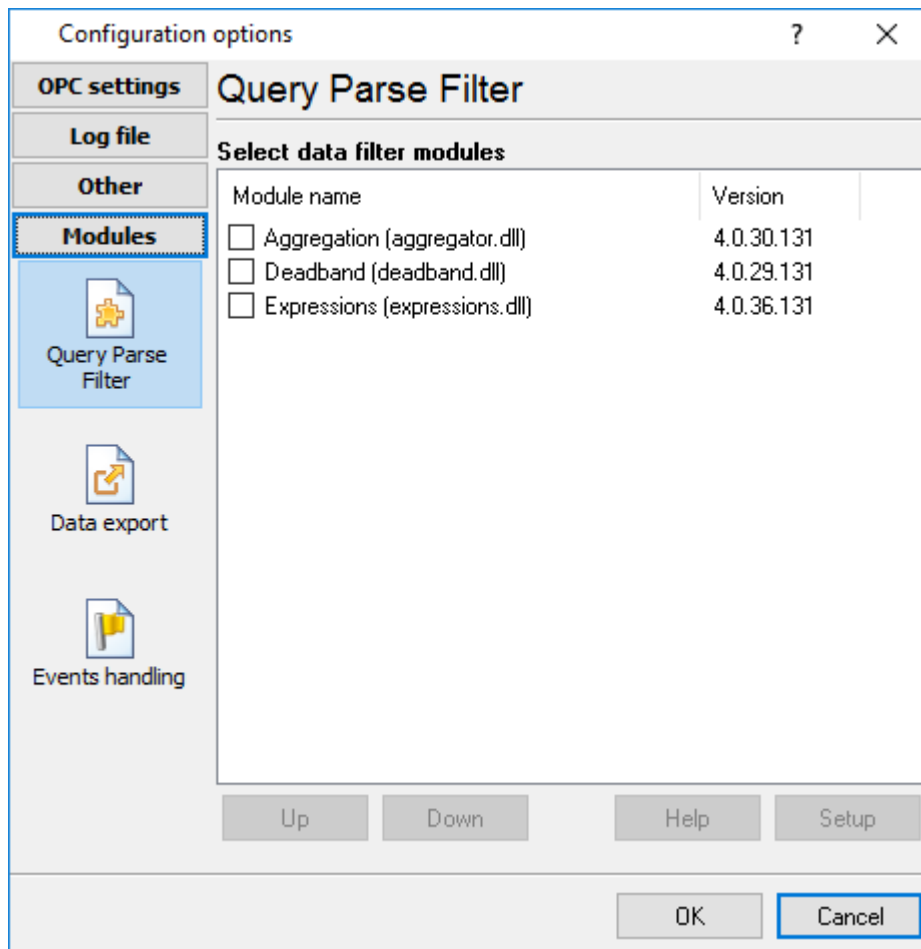 Configuration options ?
OPC settings
Log file
Other
Modules
Query Parse
Filter
Data export
Events handling
Query Parse Filter
Select data filter modules
Module name Version
Aggregation (aggregator.dll) 4.0.30.131
Deadband (deadband.dll) 4.0.29.131
Expressions (expressions.dll) 4.0.36.131
Up Down Help Setup
OK Cancel